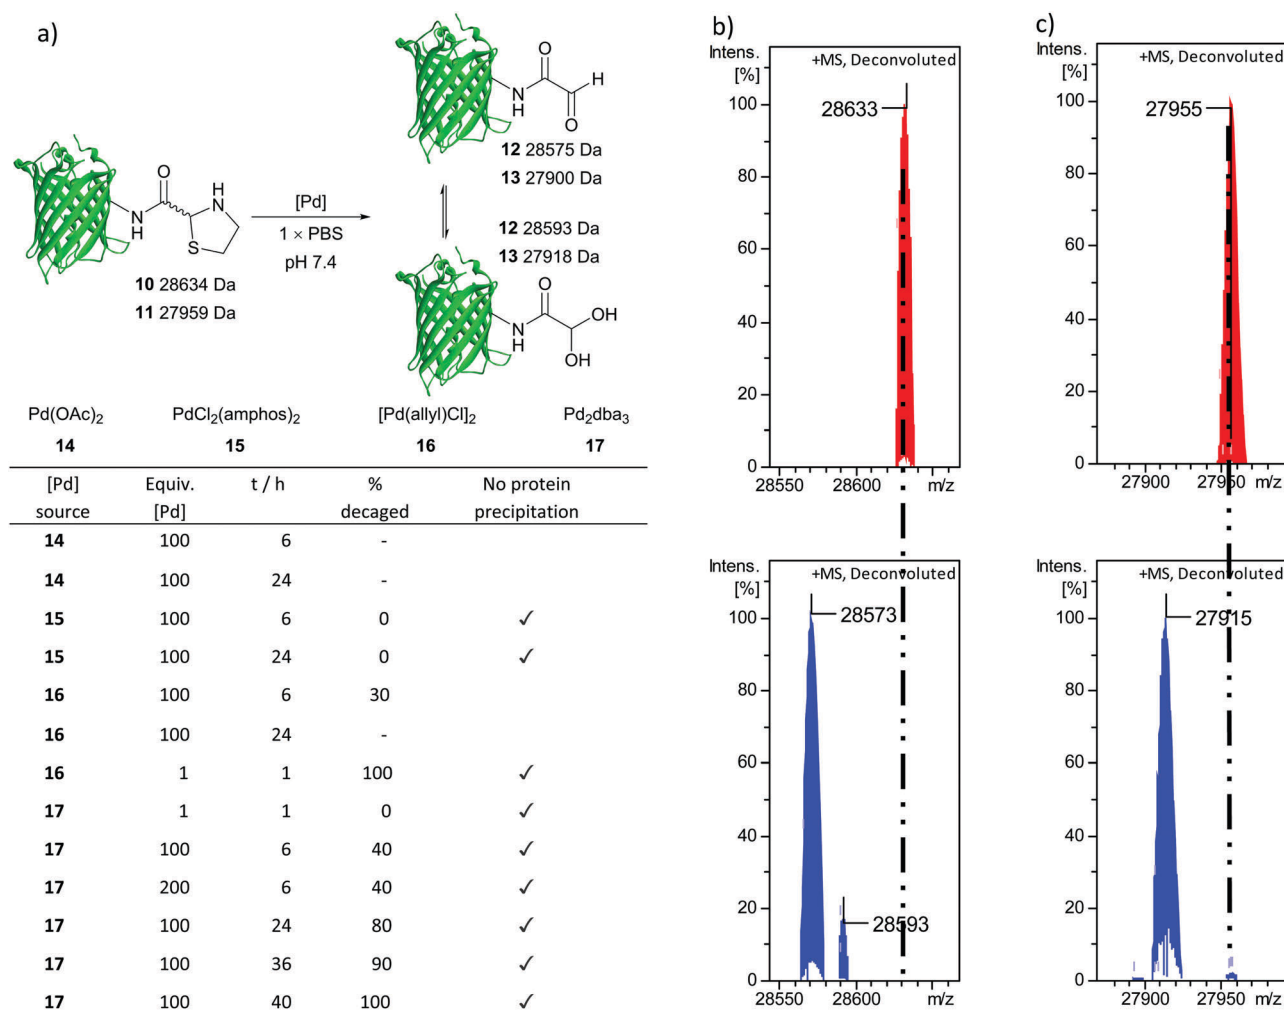 a)
O
N
H
H
N
S
10 28634 Da
11 27959 Da
[Pd]
1 × PBS
pH 7.4
O
N
H
H
O
12 28575 Da
13 27900 Da
12 28593 Da
13 27918 Da
O
N
H
OH
OH
Pd(OAc)2 PdCl2(amphos)2 [Pd(allyl)Cl]2 Pd2dba3
14 15 16 17
[Pd] Equiv. t / h % No protein
source [Pd] decaged precipitation
14 100 6 -
14 100 24 -
15 100 6 0 ✓
15 100 24 0 ✓
16 100 6 30
16 100 24 -
16 1 1 100 ✓
17 1 1 0 ✓
17 100 6 40 ✓
17 200 6 40 ✓
17 100 24 80 ✓
17 100 36 90 ✓
17 100 40 100 ✓
b)
Intens. +MS, Deconvoluted
[%]
100
28633
80
60
40
20
0
28550 28600 m/z
Intens. +MS, Deconvoluted
[%]
100
28573
80
60
40
20
28593
0
28550 28600 m/z
c)
Intens. +MS, Deconvoluted
[%]
100
27955
80
60
40
20
0
27900 27950 m/z
Intens. +MS, Deconvoluted
[%]
100
27915
80
60
40
20
0
27900 27950 m/z